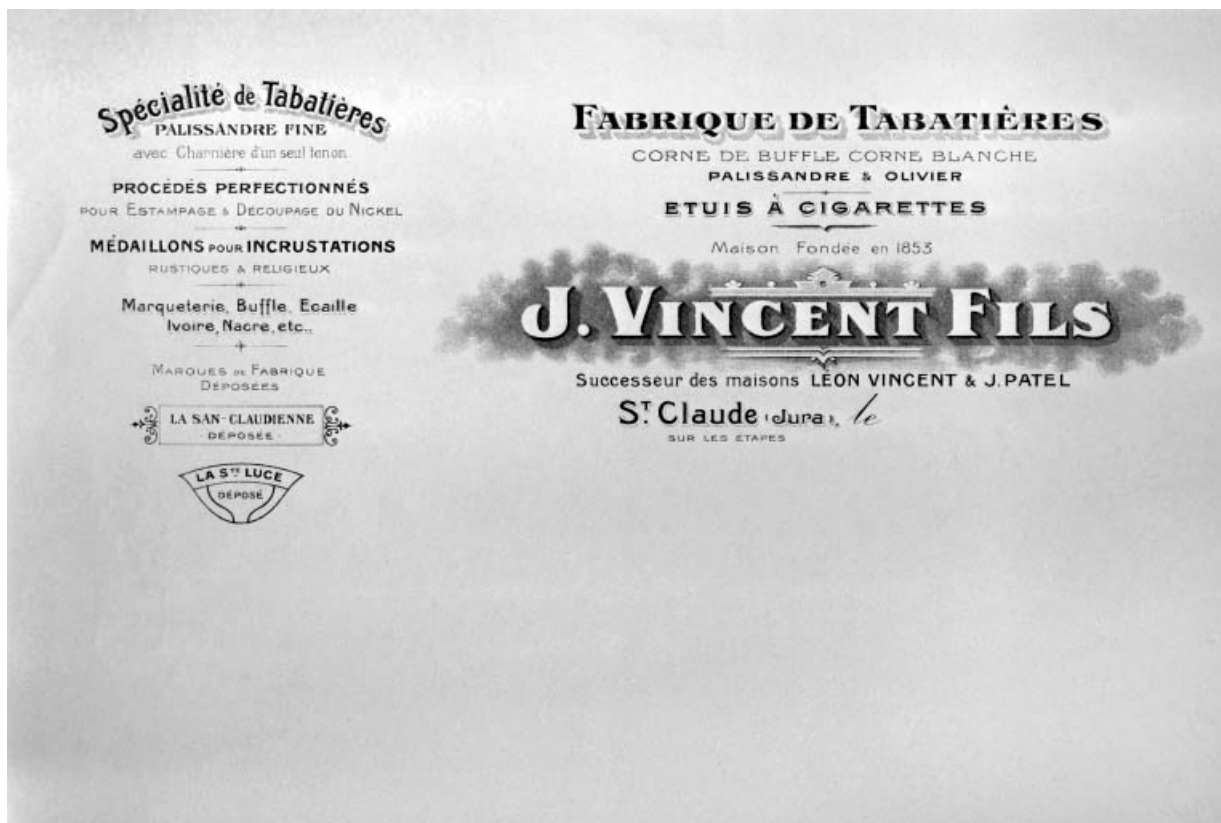 Spécialité de Tabatières
PALISSANDRE FINE
avec Charnière d'un seul tenon
PROCÉDÉS PERFECTIONNÉS
POUR ESTAMPAGE & DÉCOUPAGE DU NICKEL
MÉDAILLONS POUR INCRUSTATIONS
RUSTIQUES & RELIGIEUX
Marqueterie, Buffle, Ecaille
Ivoire, Nacre, etc..
MARQUES DE FABRIQUE
DÉPOSÉES
LA SAN-CLAUDIENNE
· DÉPOSÉE ·
LA STE LUCE
DÉPOSÉ
FABRIQUE DE TABATIÈRES
CORNE DE BUFFLE CORNE BLANCHE
PALISSANDRE & OLIVIER
ETUIS À CIGARETTES
Maison Fondée en 1853
J. VINCENT FILS
Successeur des maisons LÉON VINCENT & J. PATEL
ST Claude (Jura), le
SUR LES ÉTAPES